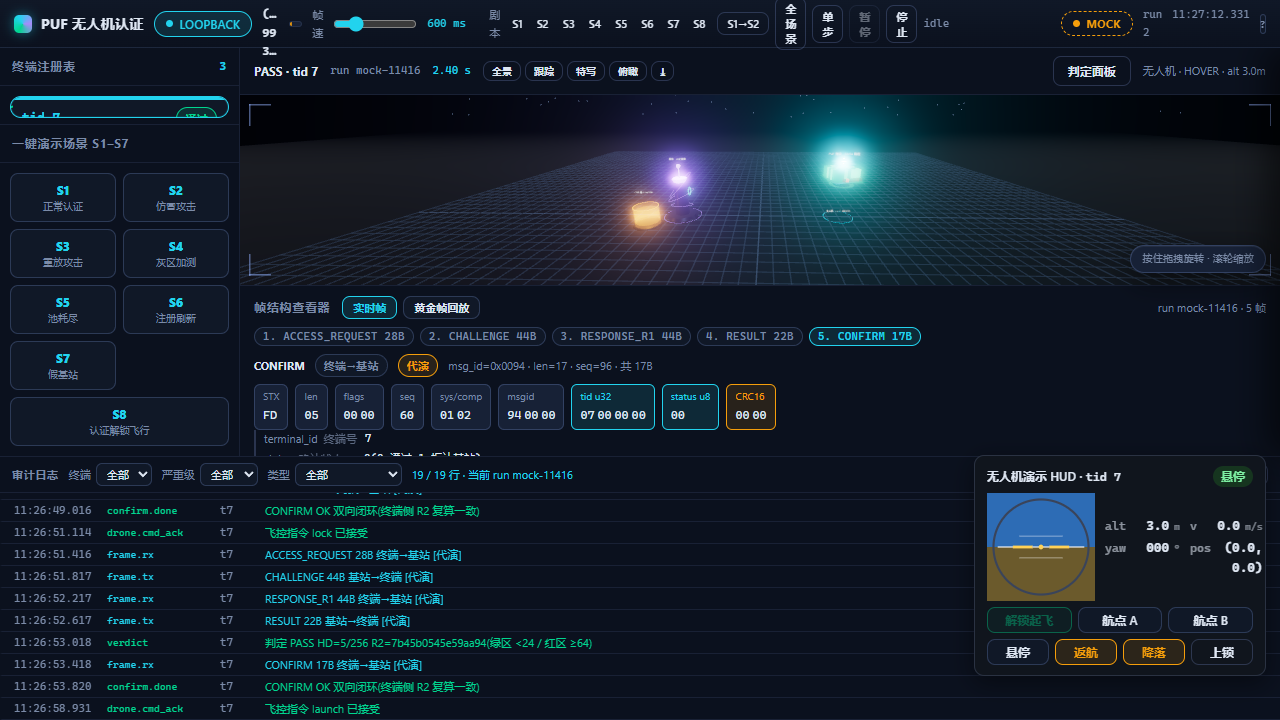 PUF 无人机认证
LOOPBACK
(…
99
3…
帧速
600 ms
剧本
S1 S2 S3 S4 S5 S6 S7 S8
S1→S2
全场景
单步
暂停
停止
idle
MOCK
run 2
11:27:12.331
?
终端注册表 3
tid 7
一键演示场景 S1–S7
S1
正常认证
S2
仿冒攻击
S3
重放攻击
S4
灰区加测
S5
池耗尽
S6
注册刷新
S7
假基站
S8
认证解锁飞行
PASS · tid 7 run mock-11416 2.40 s 全景 跟踪 特写 俯瞰
判定面板
无人机 · HOVER · alt 3.0m
按住拖拽旋转 · 滚轮缩放
帧结构查看器 实时帧 黄金帧回放 run mock-11416 · 5 帧
1. ACCESS_REQUEST 28B 2. CHALLENGE 44B 3. RESPONSE_R1 44B 4. RESULT 22B 5. CONFIRM 17B
CONFIRM 终端→基站 代演 msg_id=0x0094 · len=17 · seq=96 · 共 17B
STX len flags seq sys/comp msgid tid u32 status u8 CRC16
FD 05 00 00 60 01 02 94 00 00 07 00 00 00 00 00 00
terminal_id 终端号 7
审计日志 终端 全部 严重级 全部 类型 全部 19 / 19 行 · 当前 run mock-11416
11:26:49.016 confirm.done t7 CONFIRM OK 双向闭环(终端侧 R2 复算一致)
11:26:51.114 drone.cmd_ack t7 飞控指令 lock 已接受
11:26:51.416 frame.rx t7 ACCESS_REQUEST 28B 终端→基站 [代演]
11:26:51.817 frame.tx t7 CHALLENGE 44B 基站→终端 [代演]
11:26:52.217 frame.rx t7 RESPONSE_R1 44B 终端→基站 [代演]
11:26:52.617 frame.tx t7 RESULT 22B 基站→终端 [代演]
11:26:53.018 verdict t7 判定 PASS HD=5/256 R2=7b45b0545e59aa94(绿区 <24 / 红区 ≥64)
11:26:53.418 frame.rx t7 CONFIRM 17B 终端→基站 [代演]
11:26:53.820 confirm.done t7 CONFIRM OK 双向闭环(终端侧 R2 复算一致)
11:26:58.931 drone.cmd_ack t7 飞控指令 launch 已接受
无人机演示 HUD · tid 7 悬停
alt 3.0 m v 0.0 m/s
yaw 000 ° pos (0.0,
0.0)
解锁起飞 航点 A 航点 B
悬停 返航 降落 上锁